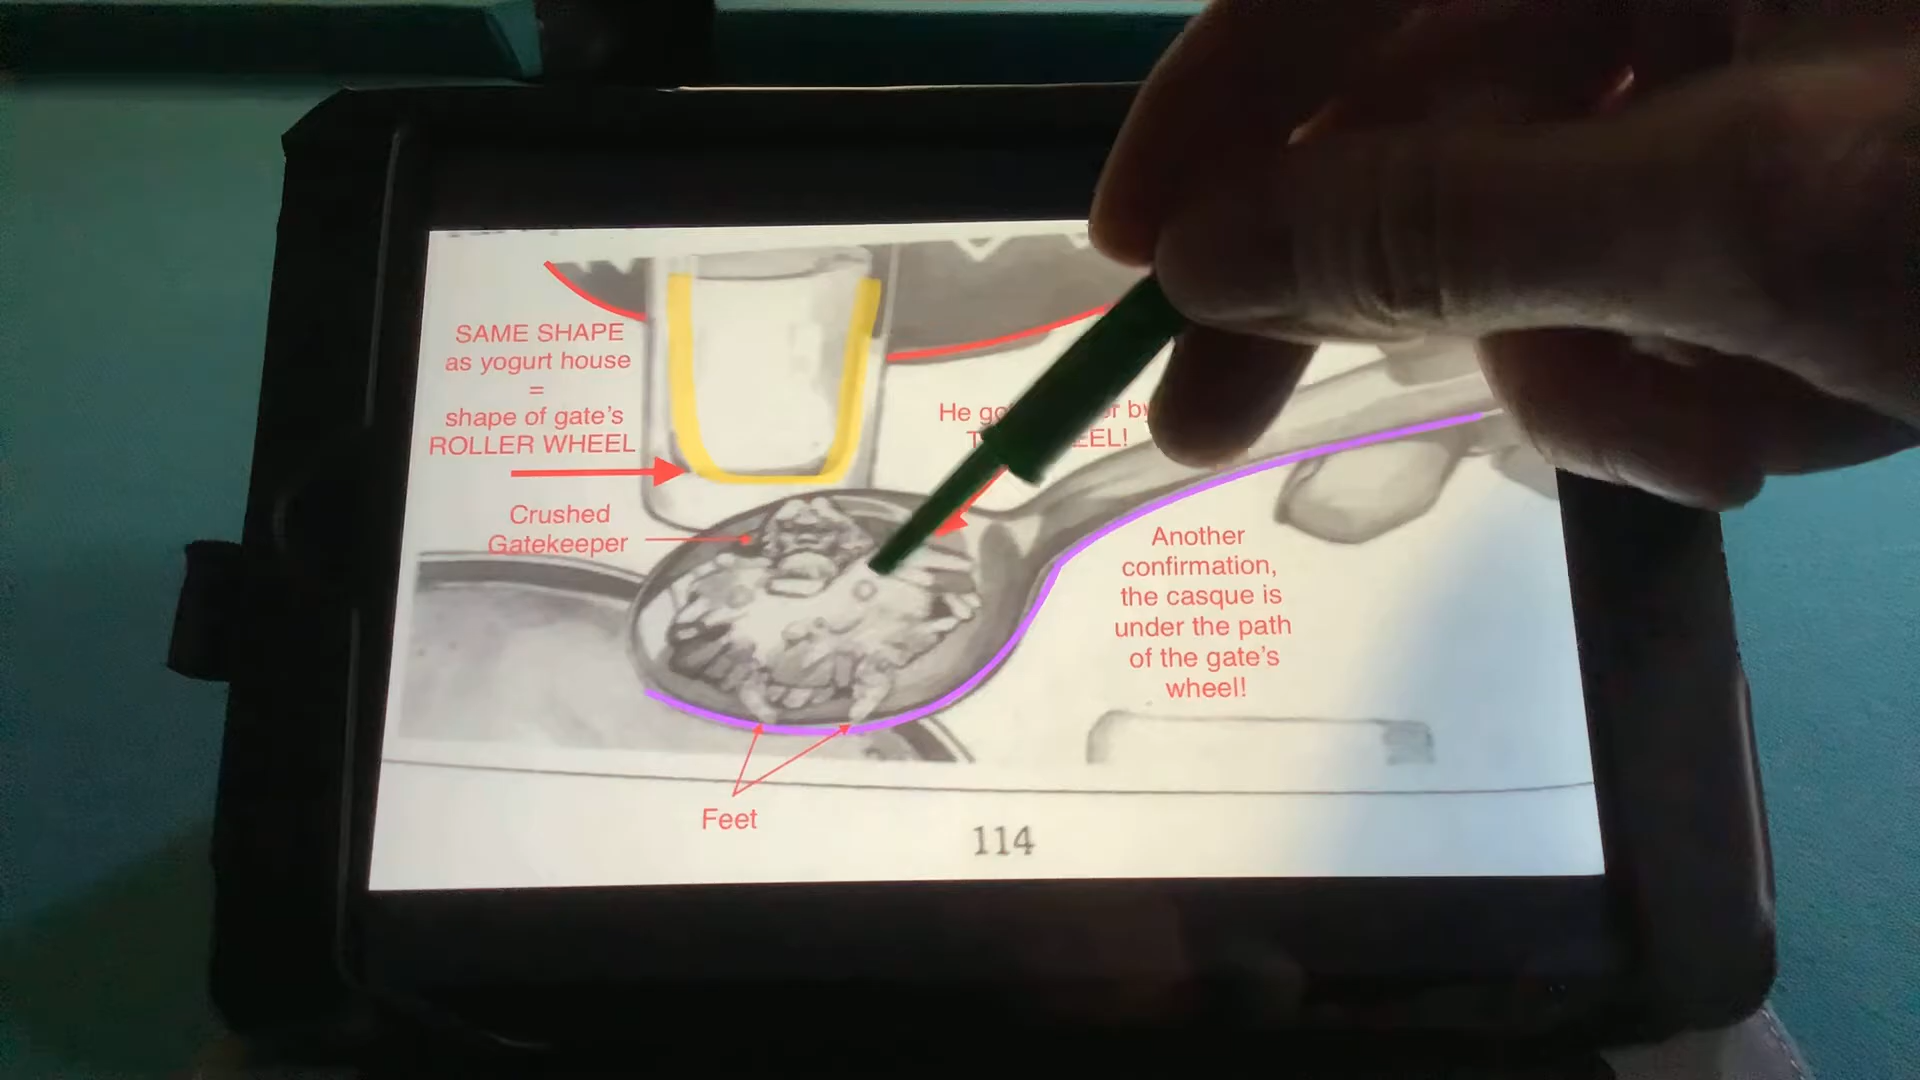 SAME SHAPE
as yogurt house
=
shape of gate's
ROLLER WHEEL
Crushed
Gatekeeper
He
Another
confirmation,
the casque is
under the path
of the gate's
wheel!
Feet
114